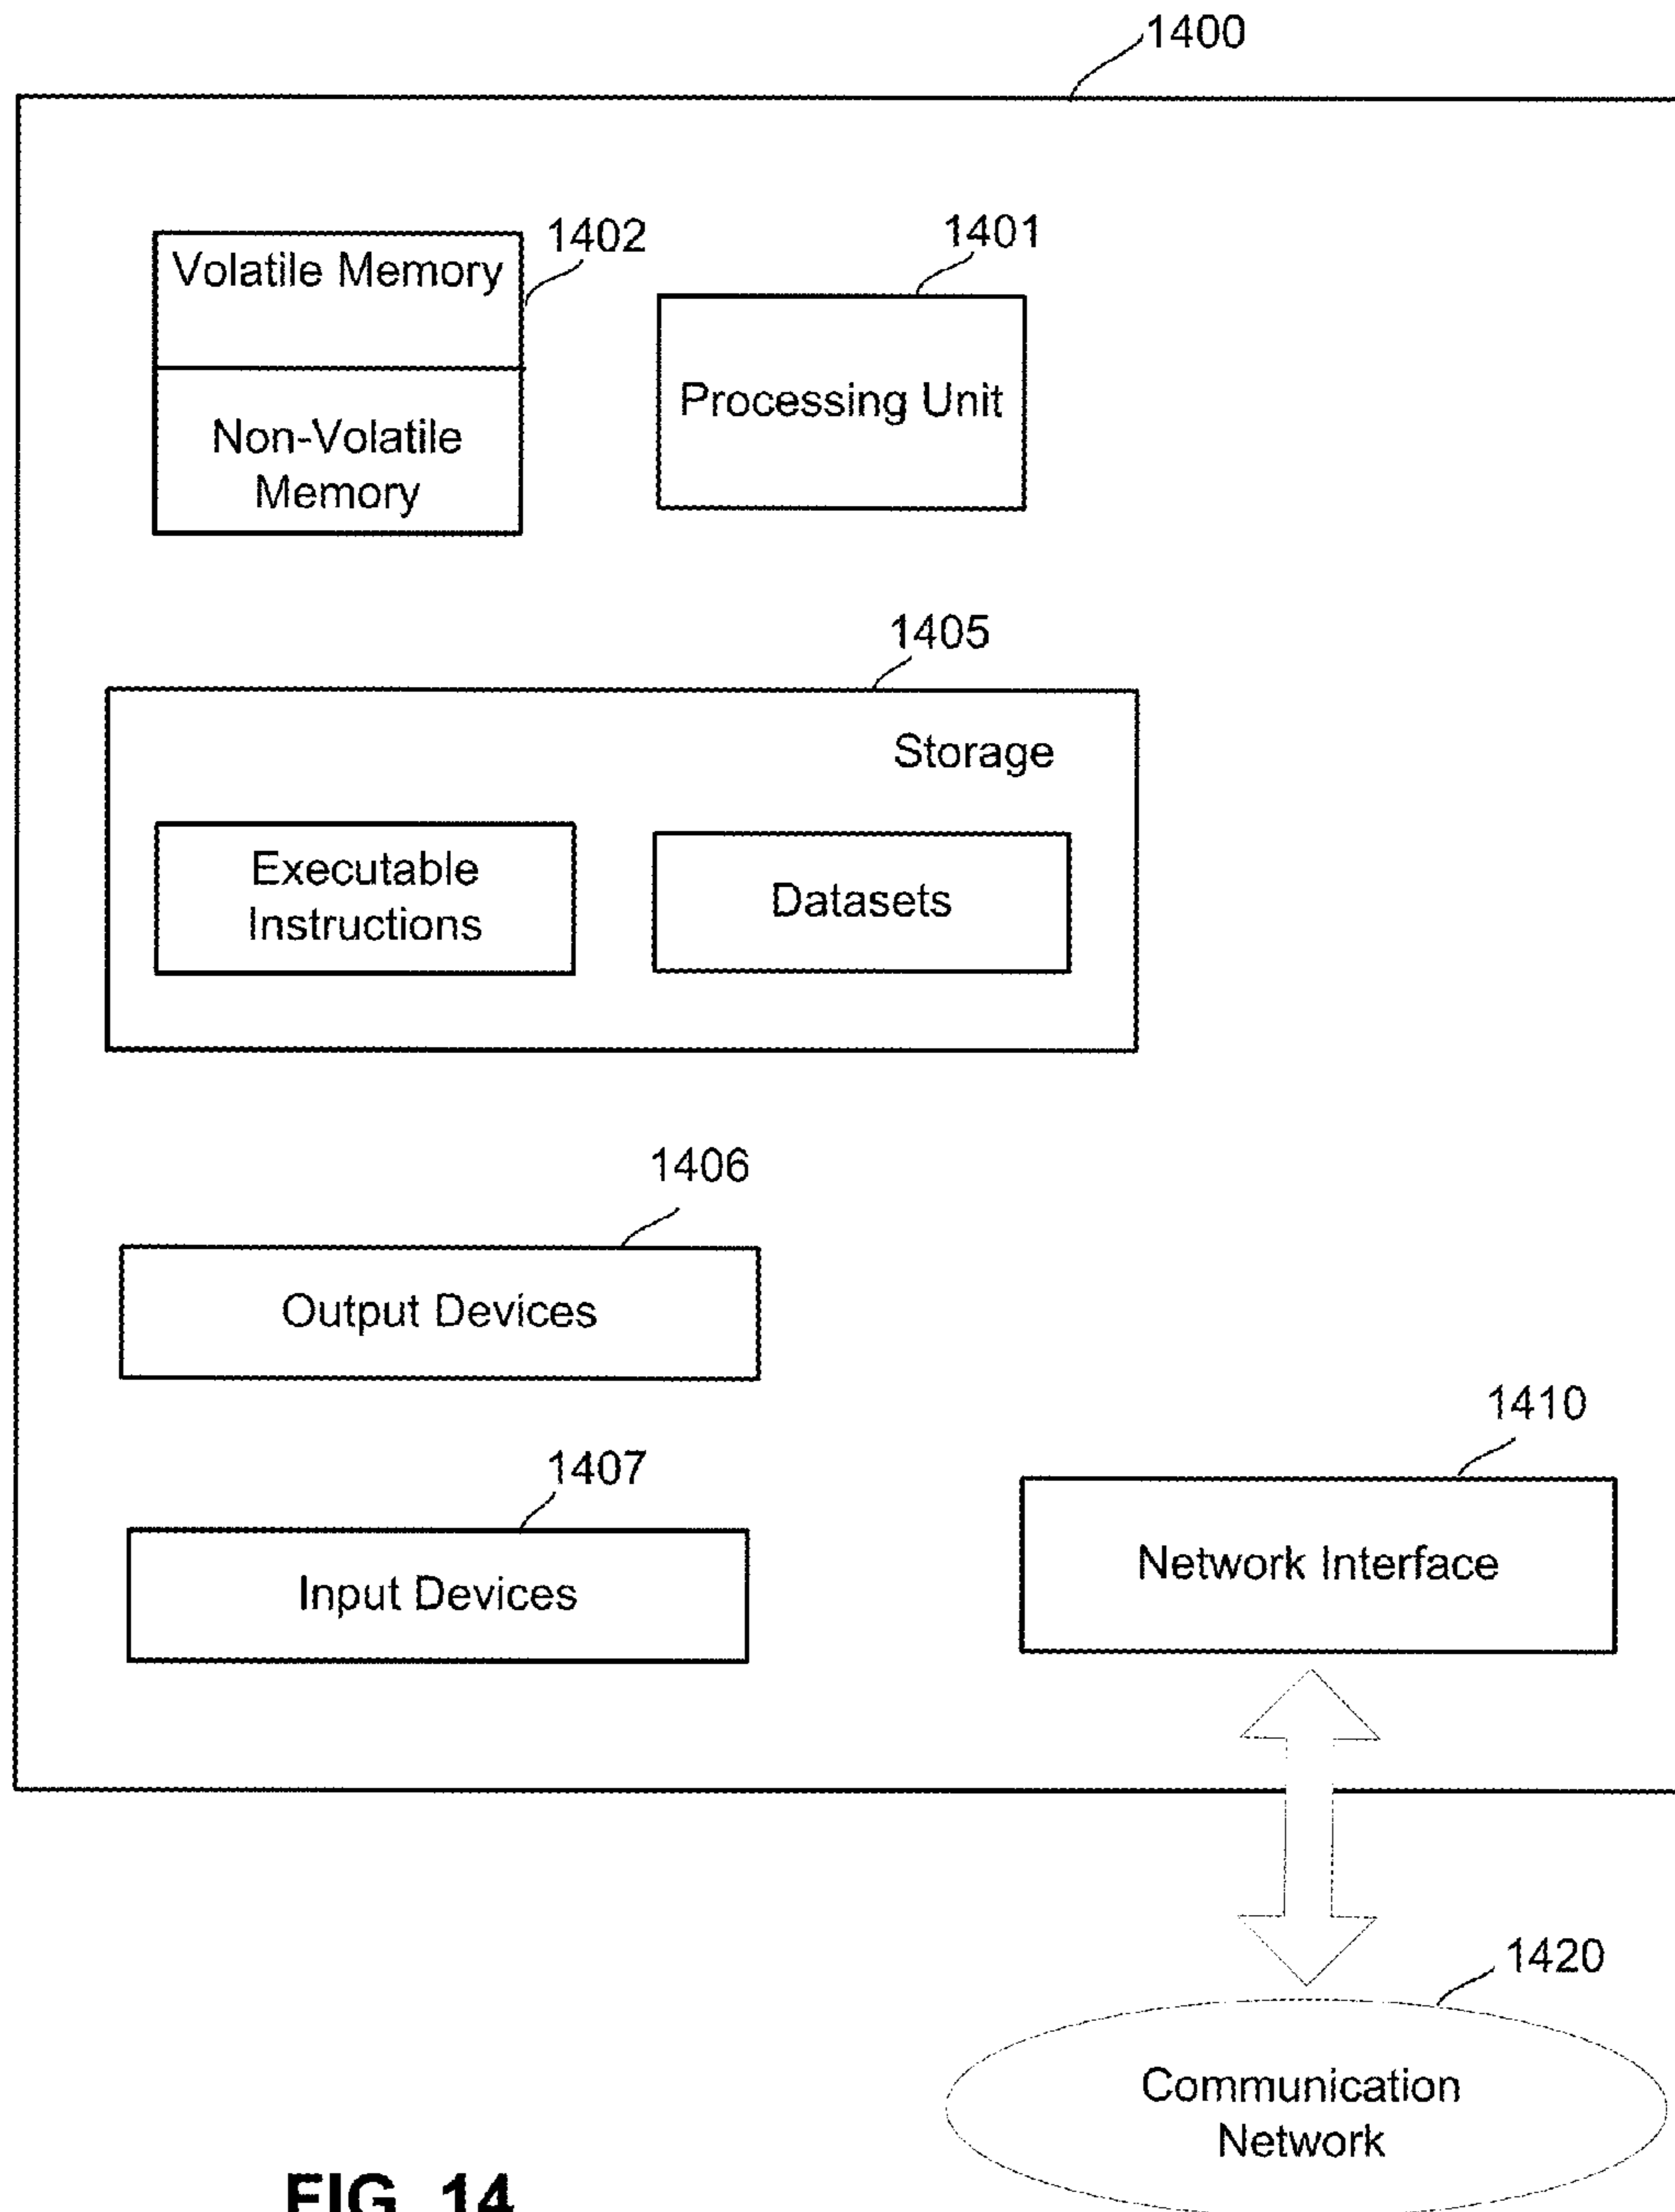 1400
1402
1401
Volatile Memory
Non-Volatile
Memory
Processing Unit
1405
Storage
Executable
Instructions
Datasets
1406
Output Devices
1410
1407
Network Interface
Input Devices
1420
Communication
Network
FIG. 14